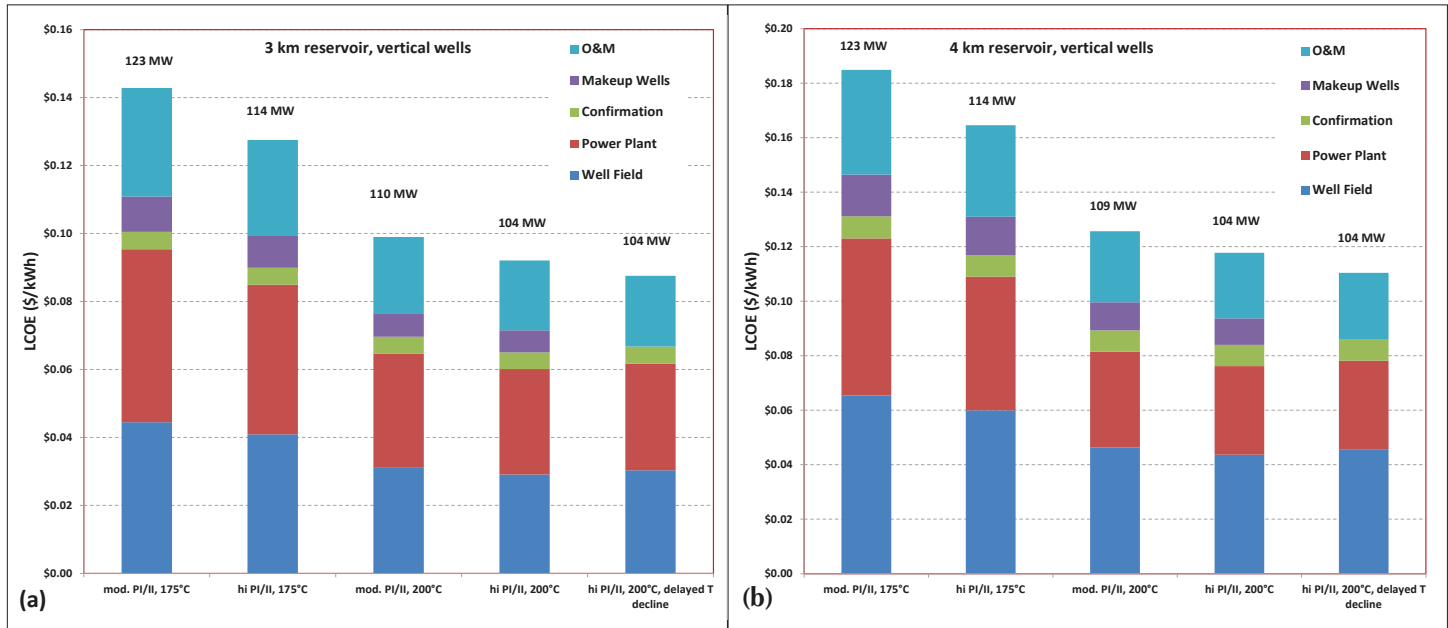 3 km reservoir, vertical wells
LCOE ($/kWh)
$0.16
$0.14
$0.12
$0.10
$0.08
$0.06
$0.04
$0.02
$0.00
123 MW
114 MW
110 MW
104 MW
104 MW
O&M
Makeup Wells
Confirmation
Power Plant
Well Field
mod. PI/II, 175°C
hi PI/II, 175°C
mod. PI/II, 200°C
hi PI/II, 200°C
hi PI/II, 200°C, delayed T
decline
(a)
4 km reservoir, vertical wells
LCOE ($/kWh)
$0.20
$0.18
$0.16
$0.14
$0.12
$0.10
$0.08
$0.06
$0.04
$0.02
$0.00
123 MW
114 MW
109 MW
104 MW
104 MW
O&M
Makeup Wells
Confirmation
Power Plant
Well Field
mod. PI/II, 175°C
hi PI/II, 175°C
mod. PI/II, 200°C
hi PI/II, 200°C
hi PI/II, 200°C, delayed T
decline
(b)